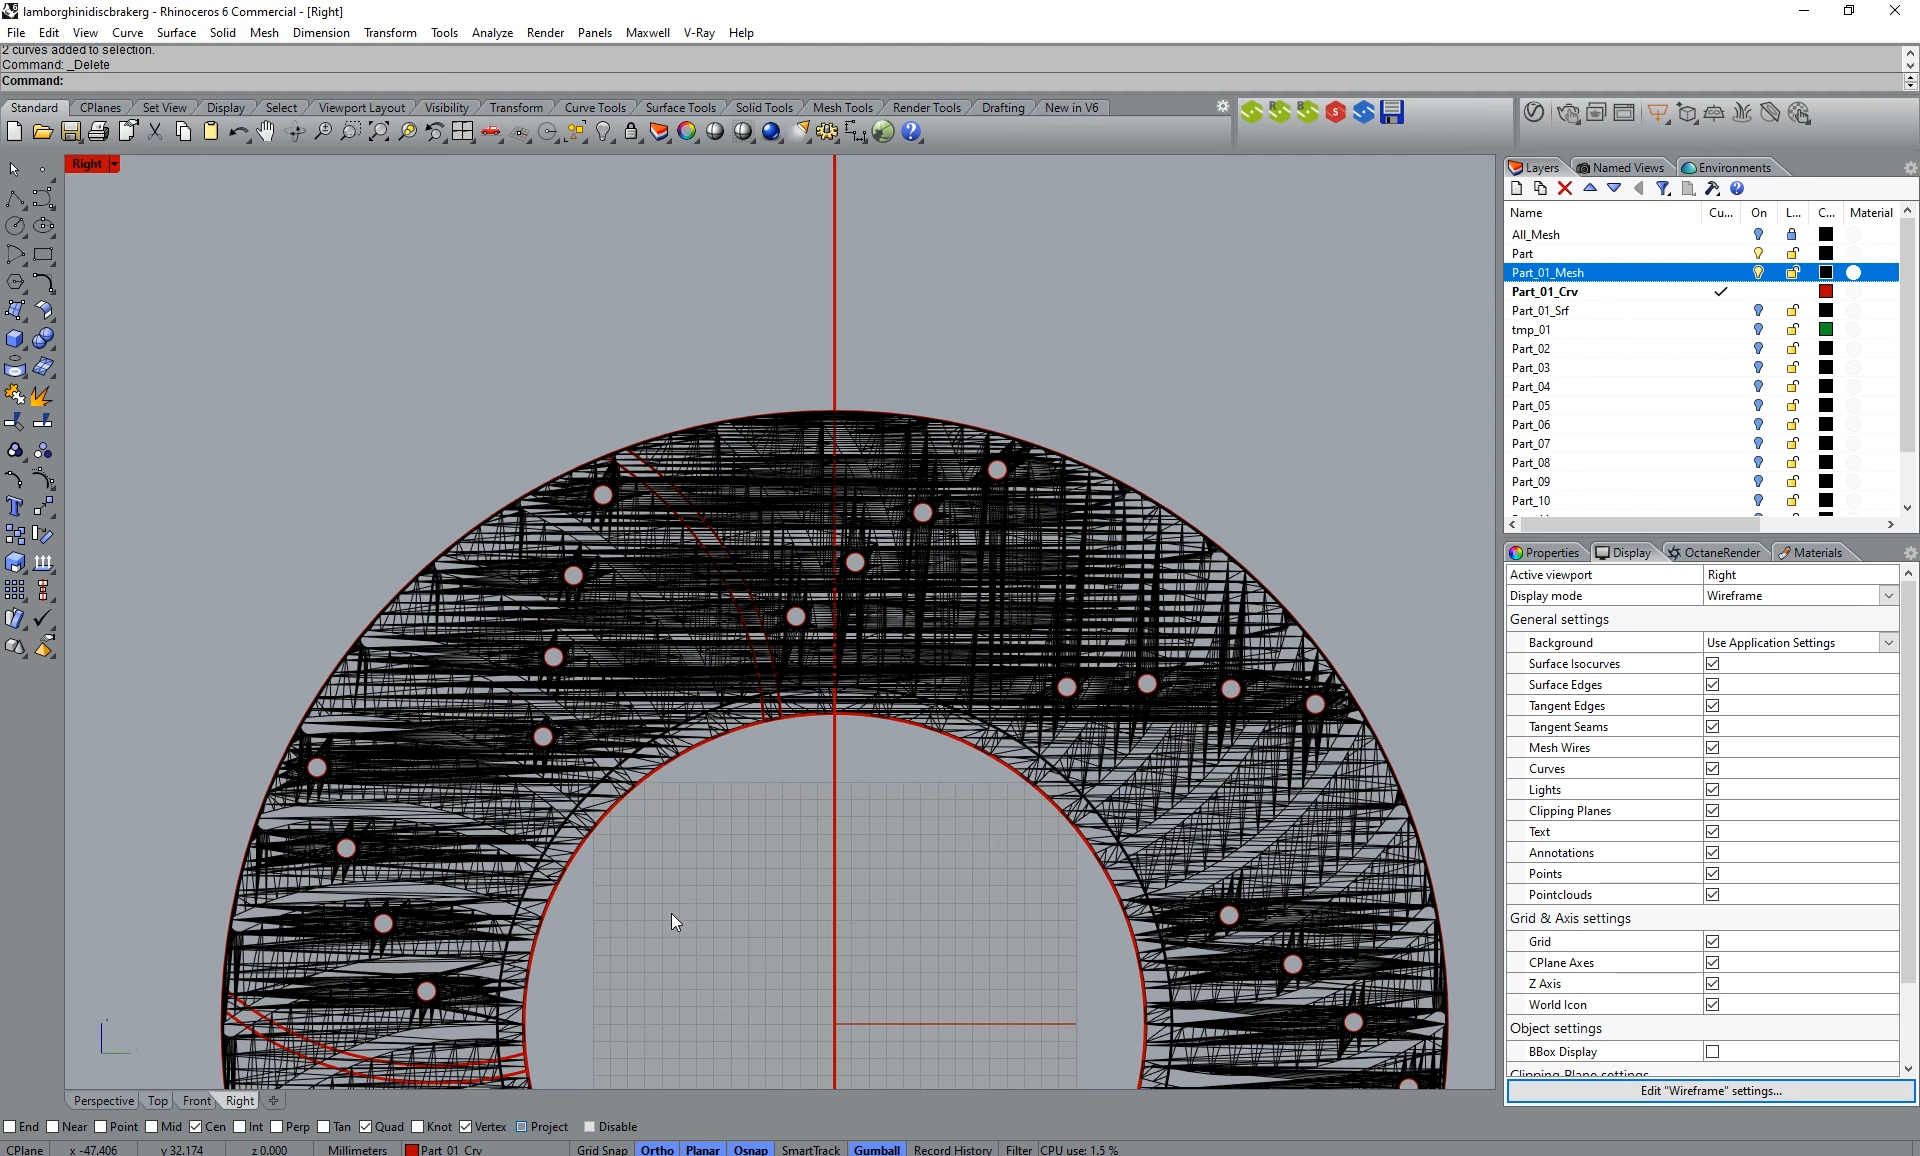 lamborghinidiscbrakerg - Rhinoceros 6 Commercial - [Right]
File Edit View Curve Surface Solid Mesh Dimension Transform Tools Analyze Render Panels Maxwell V-Ray Help
2 curves added to selection.
Command: _Delete
Command:
Standard CPlanes Set View Display Select Viewport Layout Visibility Transform Curve Tools Surface Tools Solid Tools Mesh Tools Render Tools Drafting New in V6
Right
Layers Named Views Environments
Name Cu... On L... C... Material
All_Mesh
Part
Part_01_Mesh
Part_01_Crv
Part_01_Srf
tmp_01
Part_02
Part_03
Part_04
Part_05
Part_06
Part_07
Part_08
Part_09
Part_10
Properties Display OctaneRender Materials
Active viewport Right
Display mode Wireframe
General settings
Background Use Application Settings
Surface Isocurves
Surface Edges
Tangent Edges
Tangent Seams
Mesh Wires
Curves
Lights
Clipping Planes
Text
Annotations
Points
Pointclouds
Grid & Axis settings
Grid
CPlane Axes
Z Axis
World Icon
Object settings
BBox Display
Clipping Plane settings
Edit "Wireframe" settings...
Perspective Top Front Right
End Near Point Mid Cen Int Perp Tan Quad Knot Vertex Project Disable
CPlane x -47.406 y 32.174 z 0.000 Millimeters Part_01_Crv Grid Snap Ortho Planar Osnap SmartTrack Gumball Record History Filter CPU use: 1.5 %